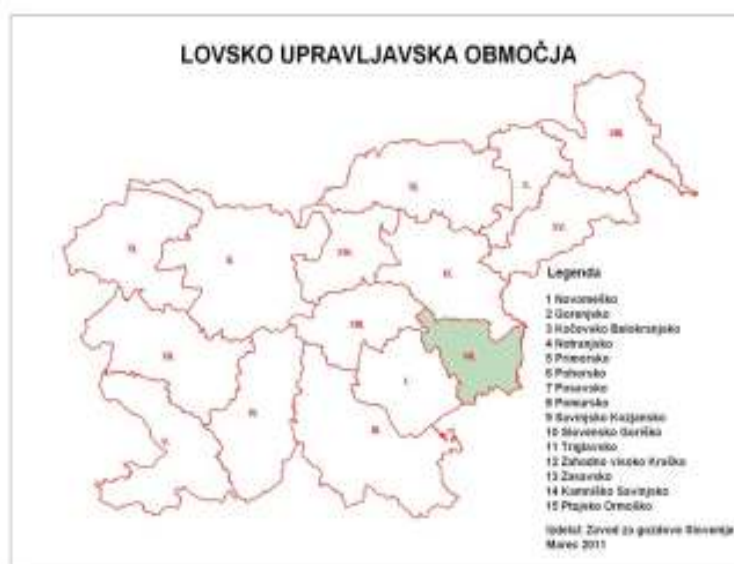 LOVSKO UPRAVLJAVSKA OBMOČJA
Legenda
1 Novomeško
2 Gorenjsko
3 Kočevsko Belokranjsko
4 Notranjsko
5 Primorsko
6 Pohorsko
7 Posavsko
8 Pomursko
9 Savinjsko Kozjansko
10 Slovensko Goriško
11 Triglavsko
12 Zahodno visoko Kraško
13 Zasavsko
14 Kamniško Savinjsko
15 Ptujsko Ormoško
Izdelal: Zavod za gozdove Slovenije
Marec 2011